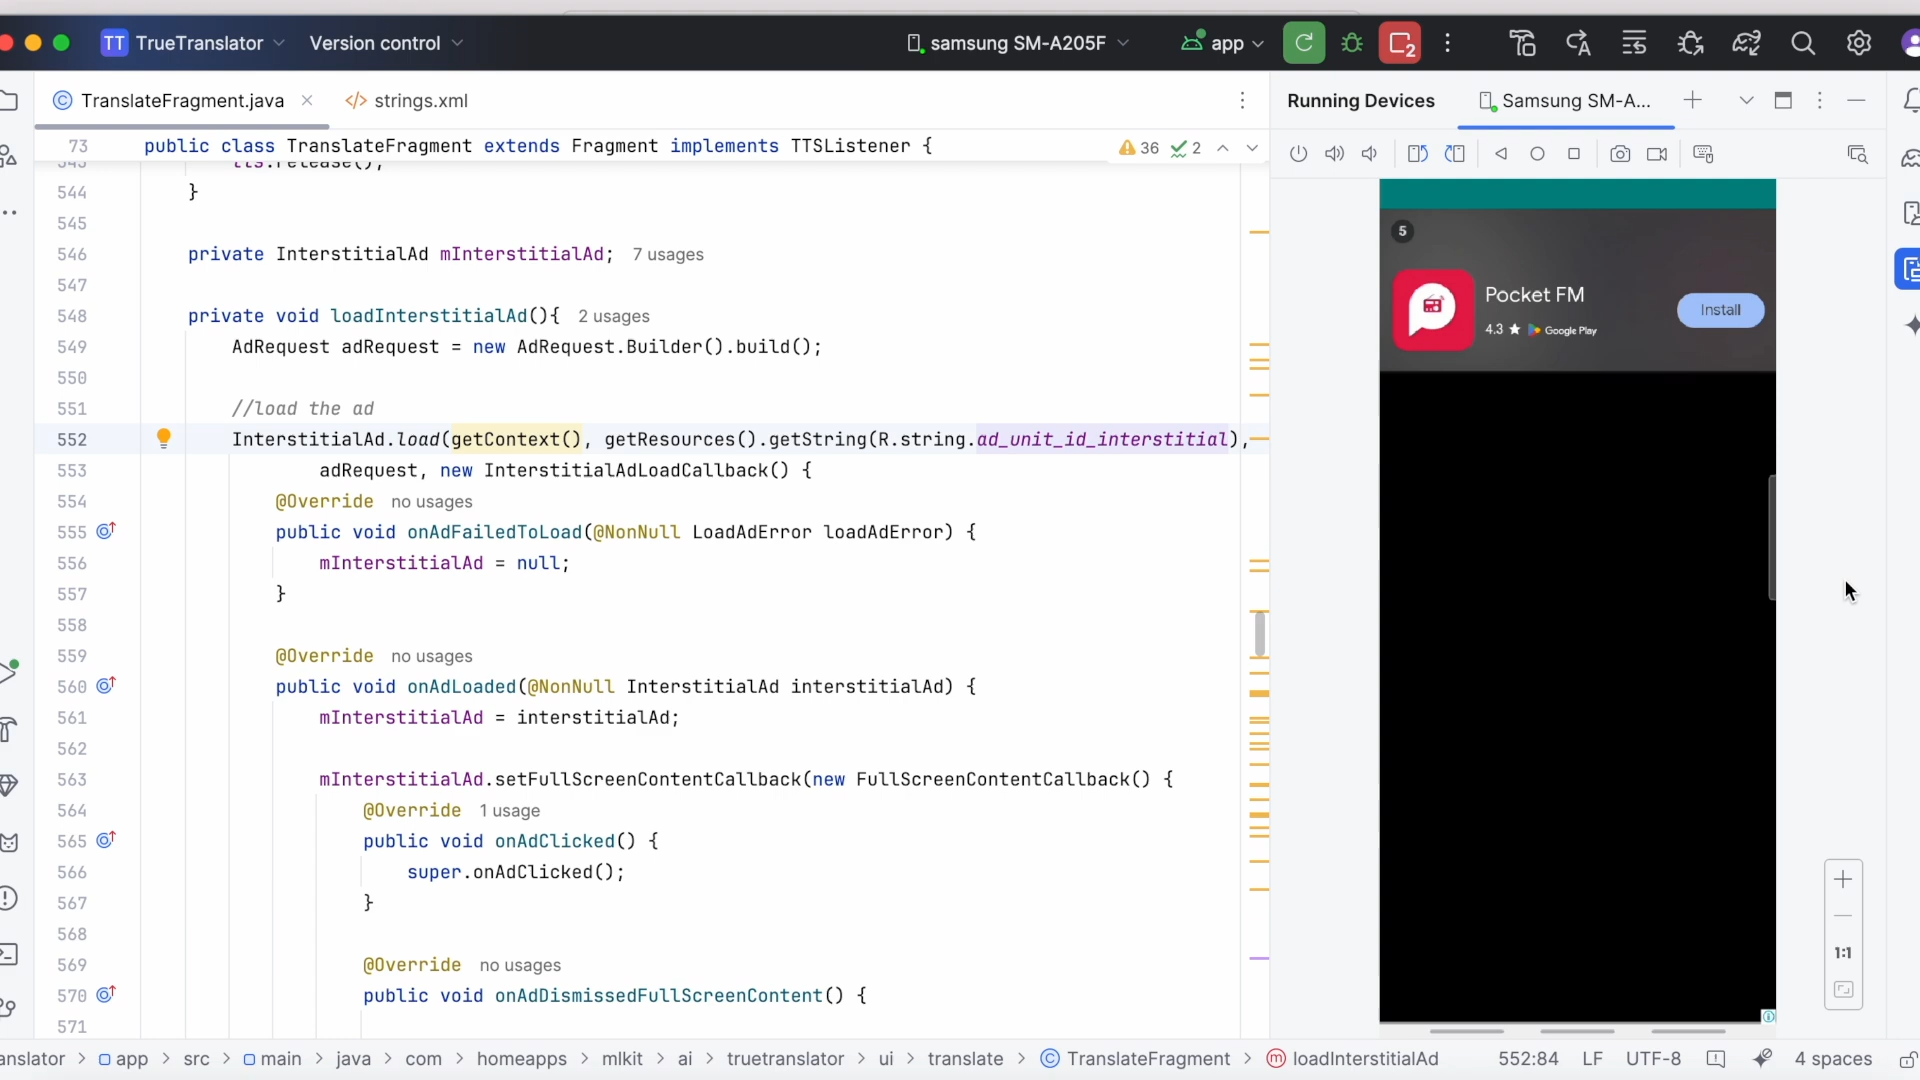 TT TrueTranslator Version control samsung SM-A205F app 2
TranslateFragment.java strings.xml Running Devices Samsung SM-A...
73 public class TranslateFragment extends Fragment implements TTSListener { 36 2
543 tts.release();
544 }
545
546 private InterstitialAd mInterstitialAd; 7 usages
547
548 private void loadInterstitialAd(){ 2 usages
549 AdRequest adRequest = new AdRequest.Builder().build();
550
551 //load the ad
552 InterstitialAd.load(getContext(), getResources().getString(R.string.ad_unit_id_interstitial),
553 adRequest, new InterstitialAdLoadCallback() {
554 @Override no usages
555 public void onAdFailedToLoad(@NonNull LoadAdError loadAdError) {
556 mInterstitialAd = null;
557 }
558
559 @Override no usages
560 public void onAdLoaded(@NonNull InterstitialAd interstitialAd) {
561 mInterstitialAd = interstitialAd;
562
563 mInterstitialAd.setFullScreenContentCallback(new FullScreenContentCallback() {
564 @Override 1 usage
565 public void onAdClicked() {
566 super.onAdClicked();
567 }
568
569 @Override no usages
570 public void onAdDismissedFullScreenContent() {
571
5
Pocket FM
4.3 ★ Google Play
Install
1:1
anslator > app > src > main > java > com > homeapps > mlkit > ai > truetranslator > ui > translate > TranslateFragment > loadInterstitialAd 552:84 LF UTF-8 4 spaces